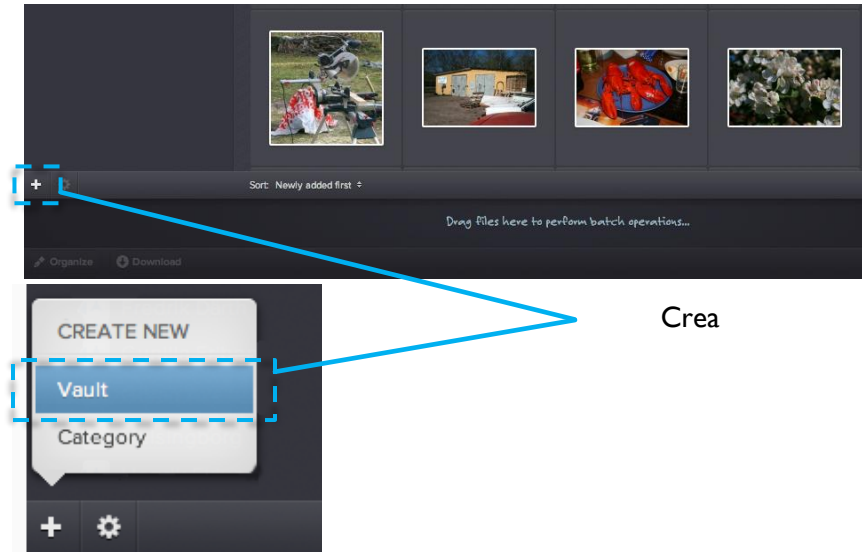 Sort: Newly added first
Drag files here to perform batch operations...
Organize Download
Crea
CREATE NEW
Vault
Category